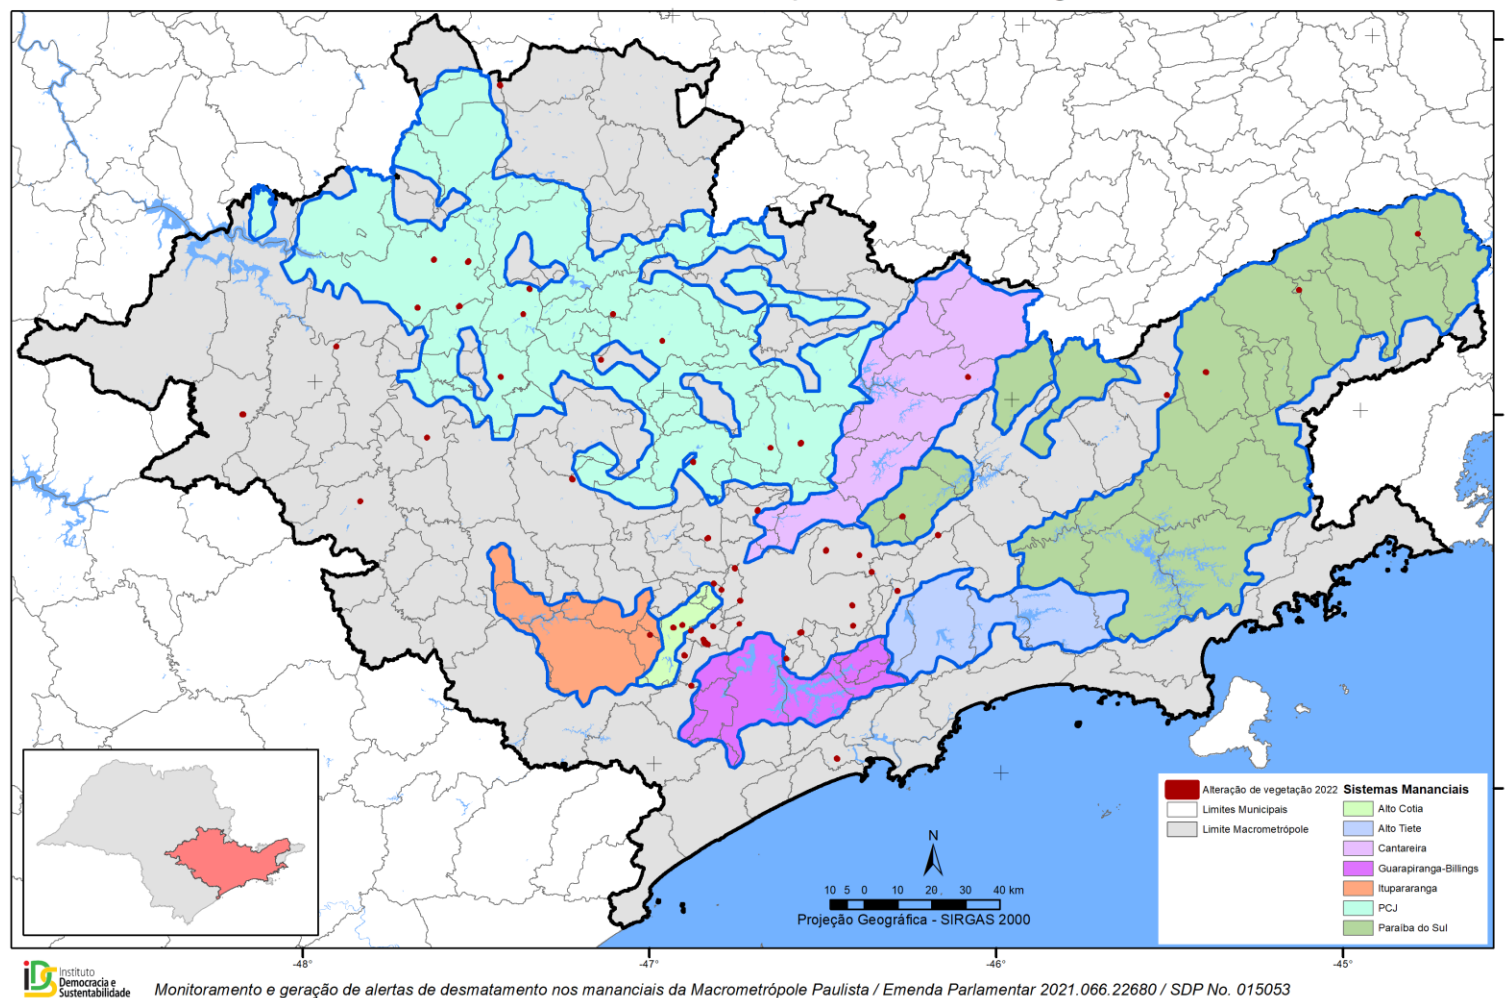 Alteração de vegetação 2022
Limites Municipais
Limite Macrometrópole
Sistemas Mananciais
Alto Cotia
Alto Tiete
Cantareira
Guarapiranga-Billings
Itupararanga
PCJ
Paraíba do Sul
N
10 5 0 10 20 30 40 km
Projeção Geográfica - SIRGAS 2000
-48° -47° -46° -45°
iDS Instituto
Democracia e
Sustentabilidade
Monitoramento e geração de alertas de desmatamento nos mananciais da Macrometrópole Paulista / Emenda Parlamentar 2021.066.22680 / SDP No. 015053